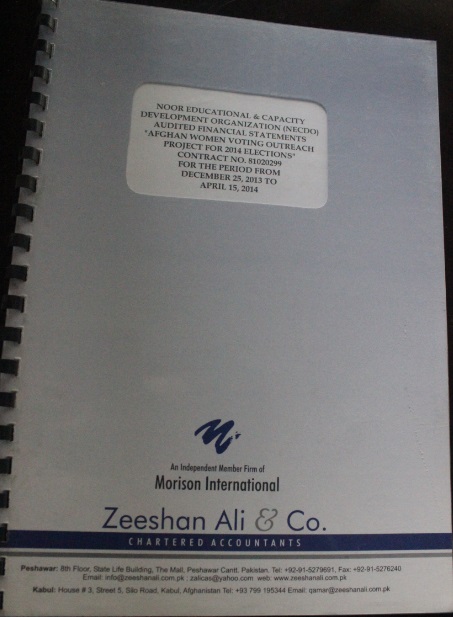 NOOR EDUCATIONAL & CAPACITY
DEVELOPMENT ORGANIZATION (NECDO)
AUDITED FINANCIAL STATEMENTS
"AFGHAN WOMEN VOTING OUTREACH
PROJECT FOR 2014 ELECTIONS"
CONTRACT NO. 81020299
FOR THE PERIOD FROM
DECEMBER 25, 2013 TO
APRIL 15, 2014
An Independent Member Firm of
Morison International
Zeeshan Ali & Co.
CHARTERED ACCOUNTANTS
Peshawar: 8th Floor, State Life Building, The Mall, Peshawar Cantt. Pakistan. Tel: +92-91-5279691, Fax: +92-91-5276240
Email: info@zeeshanali.com.pk : zalicas@yahoo.com web: www.zeeshanali.com.pk
Kabul: House # 3, Street 5, Silo Road, Kabul, Afghanistan Tel: +93 799 195344 Email: qamar@zeeshanali.com.pk